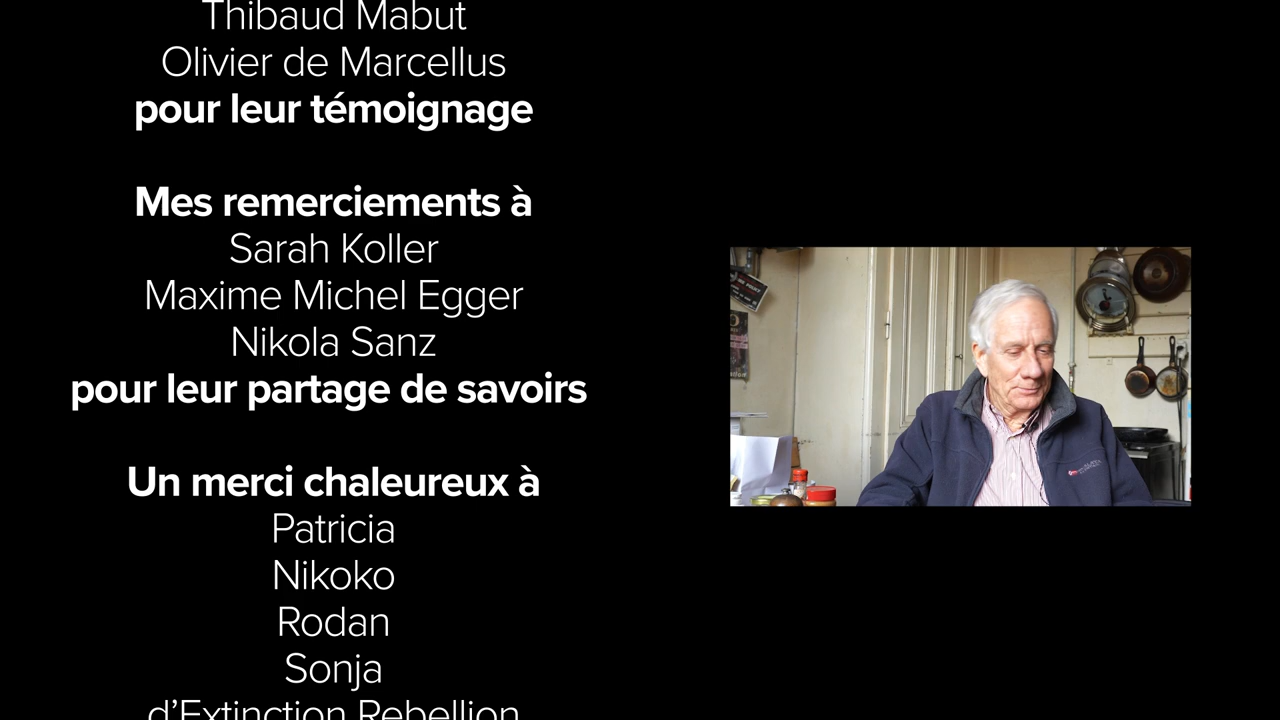 Thibaud Mabut
Olivier de Marcellus
pour leur témoignage
Mes remerciements à
Sarah Koller
Maxime Michel Egger
Nikola Sanz
pour leur partage de savoirs
Un merci chaleureux à
Patricia
Nikoko
Rodan
Sonja
d’Extinction Rebellion